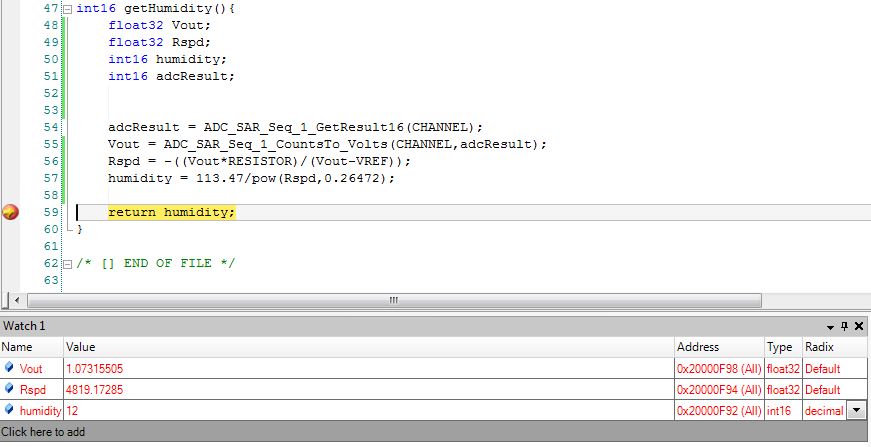 47 int16 getHumidity(){
48 float32 Vout;
49 float32 Rspd;
50 int16 humidity;
51 int16 adcResult;
52
53
54 adcResult = ADC_SAR_Seq_1_GetResult16(CHANNEL);
55 Vout = ADC_SAR_Seq_1_CountsTo_Volts(CHANNEL,adcResult);
56 Rspd = -((Vout*RESISTOR)/(Vout-VREF));
57 humidity = 113.47/pow(Rspd,0.26472);
58
59 return humidity;
60 }
61
62 /* [] END OF FILE */
63
Watch 1
Name Value Address Type Radix
Vout 1.07315505 0x20000F98 (All) float32 Default
Rspd 4819.17285 0x20000F94 (All) float32 Default
humidity 12 0x20000F92 (All) int16 decimal
Click here to add